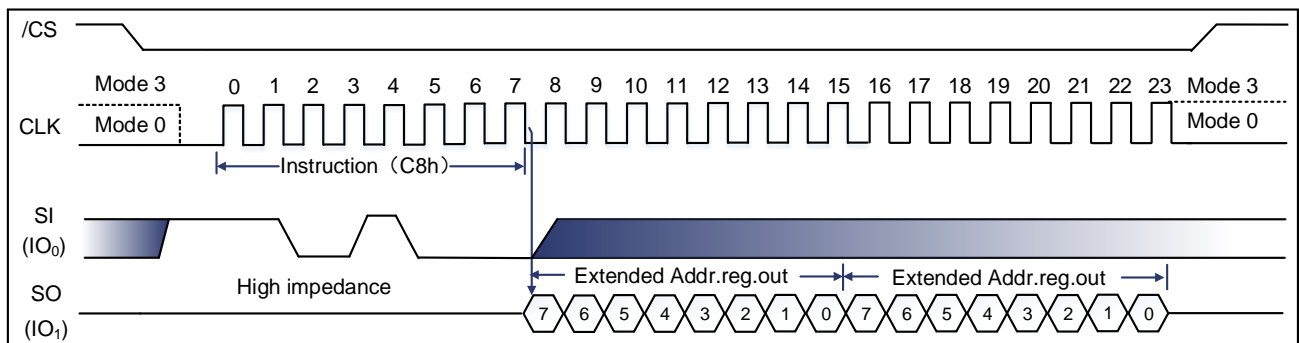 /CS
Mode 3
0 1 2 3 4 5 6 7 8 9 10 11 12 13 14 15 16 17 18 19 20 21 22 23
Mode 3
CLK
Mode 0
Mode 0
Instruction（C8h）
SI
(IO₀)
Extended Addr.reg.out
Extended Addr.reg.out
High impedance
SO
(IO₁)
7 6 5 4 3 2 1 0 7 6 5 4 3 2 1 0